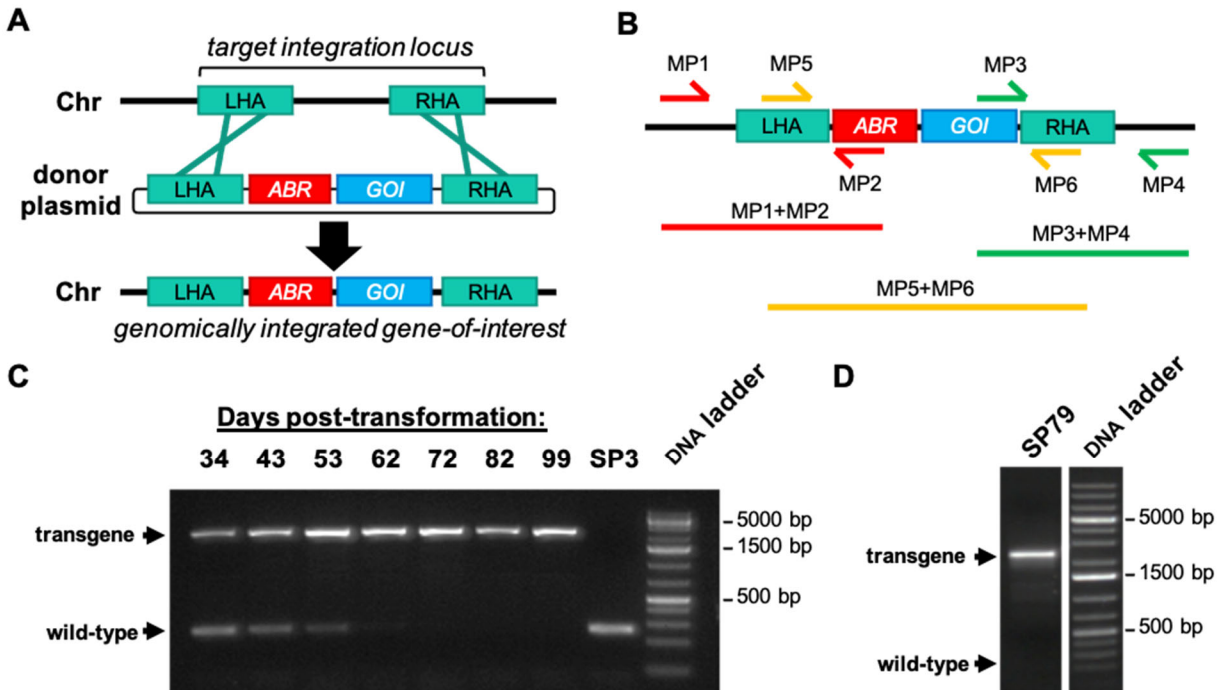 A
target integration locus
Chr
LHA
RHA
donor
plasmid
LHA
ABR
GOI
RHA
Chr
LHA
ABR
GOI
RHA
genomically integrated gene-of-interest
B
MP1
MP5
MP3
LHA
ABR
GOI
RHA
MP2
MP6
MP4
MP1+MP2
MP3+MP4
MP5+MP6
C
Days post-transformation:
34 43 53 62 72 82 99 SP3
DNA ladder
transgene
wild-type
5000 bp
1500 bp
500 bp
D
SP79
DNA ladder
transgene
wild-type
5000 bp
1500 bp
500 bp